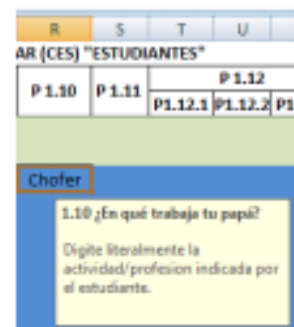 R S T U
AR (CES) "ESTUDIANTES"
P 1.10 P 1.11 P 1.12
P1.12.1 P1.12.2 P1
Chofer
1.10 ¿En qué trabaja tu papá?
Digite literalmente la
actividad/profesion indicada por
el estudiante.